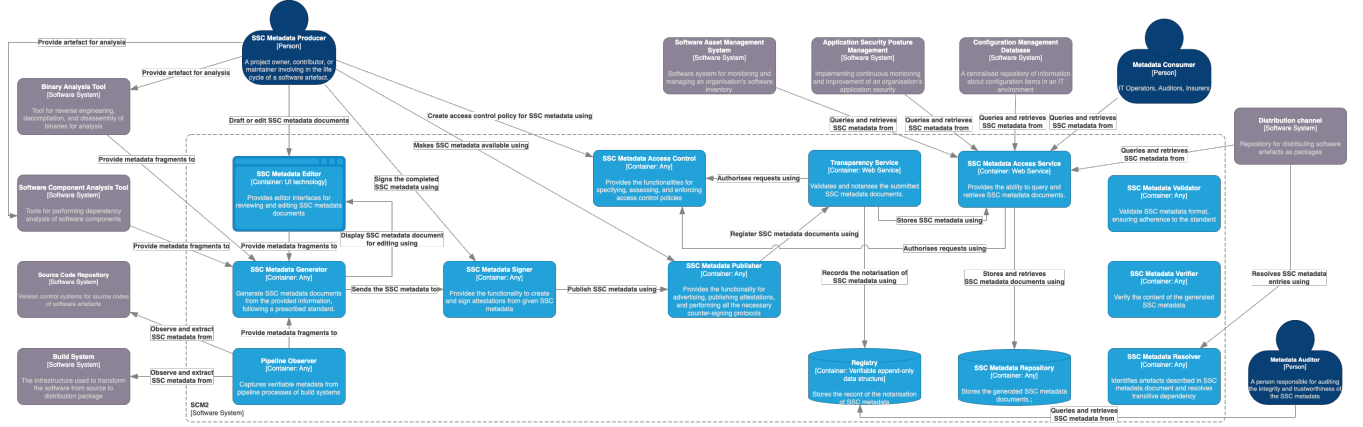 SSC Metadata Producer
[Person]
A project owner, contributor, or
maintainer involving in the life
cycle of a software artefact.
Provide artefact for analysis
Provide artefact for analysis
Binary Analysis Tool
[Software System]
Tool for reverse engineering,
decompilation, and disassembly of
binaries for analysis
Software Component Analysis Tool
[Software System]
Tools for performing dependency
analysis of software components
Source Code Repository
[Software System]
Version control systems for source codes
of software artefacts
Build System
[Software System]
The infrastructure used to transform
the software from source to
distribution package
Provide metadata fragments to
Provide metadata fragments to
Observe and extract
SSC metadata from
Observe and extract
SSC metadata from
Draft or edit SSC metadata documents
SSC Metadata Editor
[Container: UI technology]
Provides editor interfaces for
reviewing and editing SSC metadata
documents
Provide metadata fragments to
SSC Metadata Generator
[Container: Any]
Generate SSC metadata documents
from the provided information,
following a prescribed standard.
Provide metadata fragments to
Pipeline Observer
[Container: Any]
Captures verifiable metadata from
pipeline processes of build systems
SCM2
[Software System]
Signs the completed
SSC metadata using
Display SSC metadata document
for editing using
Sends the SSC metadata to
SSC Metadata Signer
[Container: Any]
Provides the functionality to create
and sign attestations from given SSC
metadata
Publish SSC metadata using
Create access control policy for SSC metadata using
Makes SSC metadata available using
SSC Metadata Access Control
[Container: Any]
Provides the functionalities for
specifying, assessing, and enforcing
access control policies
SSC Metadata Publisher
[Container: Any]
Provides the functionality for
advertising, publishing attestations,
and performing all the necessary
counter-signing protocols
Register SSC metadata documents using
Authorises requests using
Authorises requests using
Transparency Service
[Container: Web Service]
Validates and notarises the submitted
SSC metadata documents.
Stores SSC metadata using
Records the notarisation of
SSC metadata using
Registry
[Container: Verifiable append-only
data structure]
Stores the record of the notarisation
of SSC metadata
Software Asset Management
System
[Software System]
Software system for monitoring and
managing an organisation's software
inventory.
Application Security Posture
Management
[Software System]
Implementing continuous monitoring
and improvement of an organisation's
application security
Configuration Management
Database
[Software System]
A centralised repository of information
about configuration items in an IT
environment
Metadata Consumer
[Person]
IT Operators, Auditors, Insurers
Queries and retrieves
SSC metadata from
Queries and retrieves
SSC metadata from
Queries and retrieves
SSC metadata from
Queries and retrieves
SSC metadata from
Queries and retrieves
SSC metadata from
SSC Metadata Access Service
[Container: Web Service]
Provides the ability to query and
retrieve SSC metadata documents.
Stores and retrieves
SSC metadata documents using
SSC Metadata Repository
[Container: Any]
Stores the generated SSC metadata
documents.;
Distribution channel
[Software System]
Repository for distributing software
artefacts as packages
SSC Metadata Validator
[Container: Any]
Validate SSC metadata format,
ensuring adherence to the standard
SSC Metadata Verifier
[Container: Any]
Verify the content of the generated
SSC metadata
Resolves SSC metadata
entries using
SSC Metadata Resolver
[Container: Any]
Identifies artefacts described in SSC
metadata document and resolves
transitive dependency
Metadata Auditor
[Person]
A person responsible for auditing
the integrity and trustworthiness of
the SSC metadata
Queries and retrieves
SSC metadata from